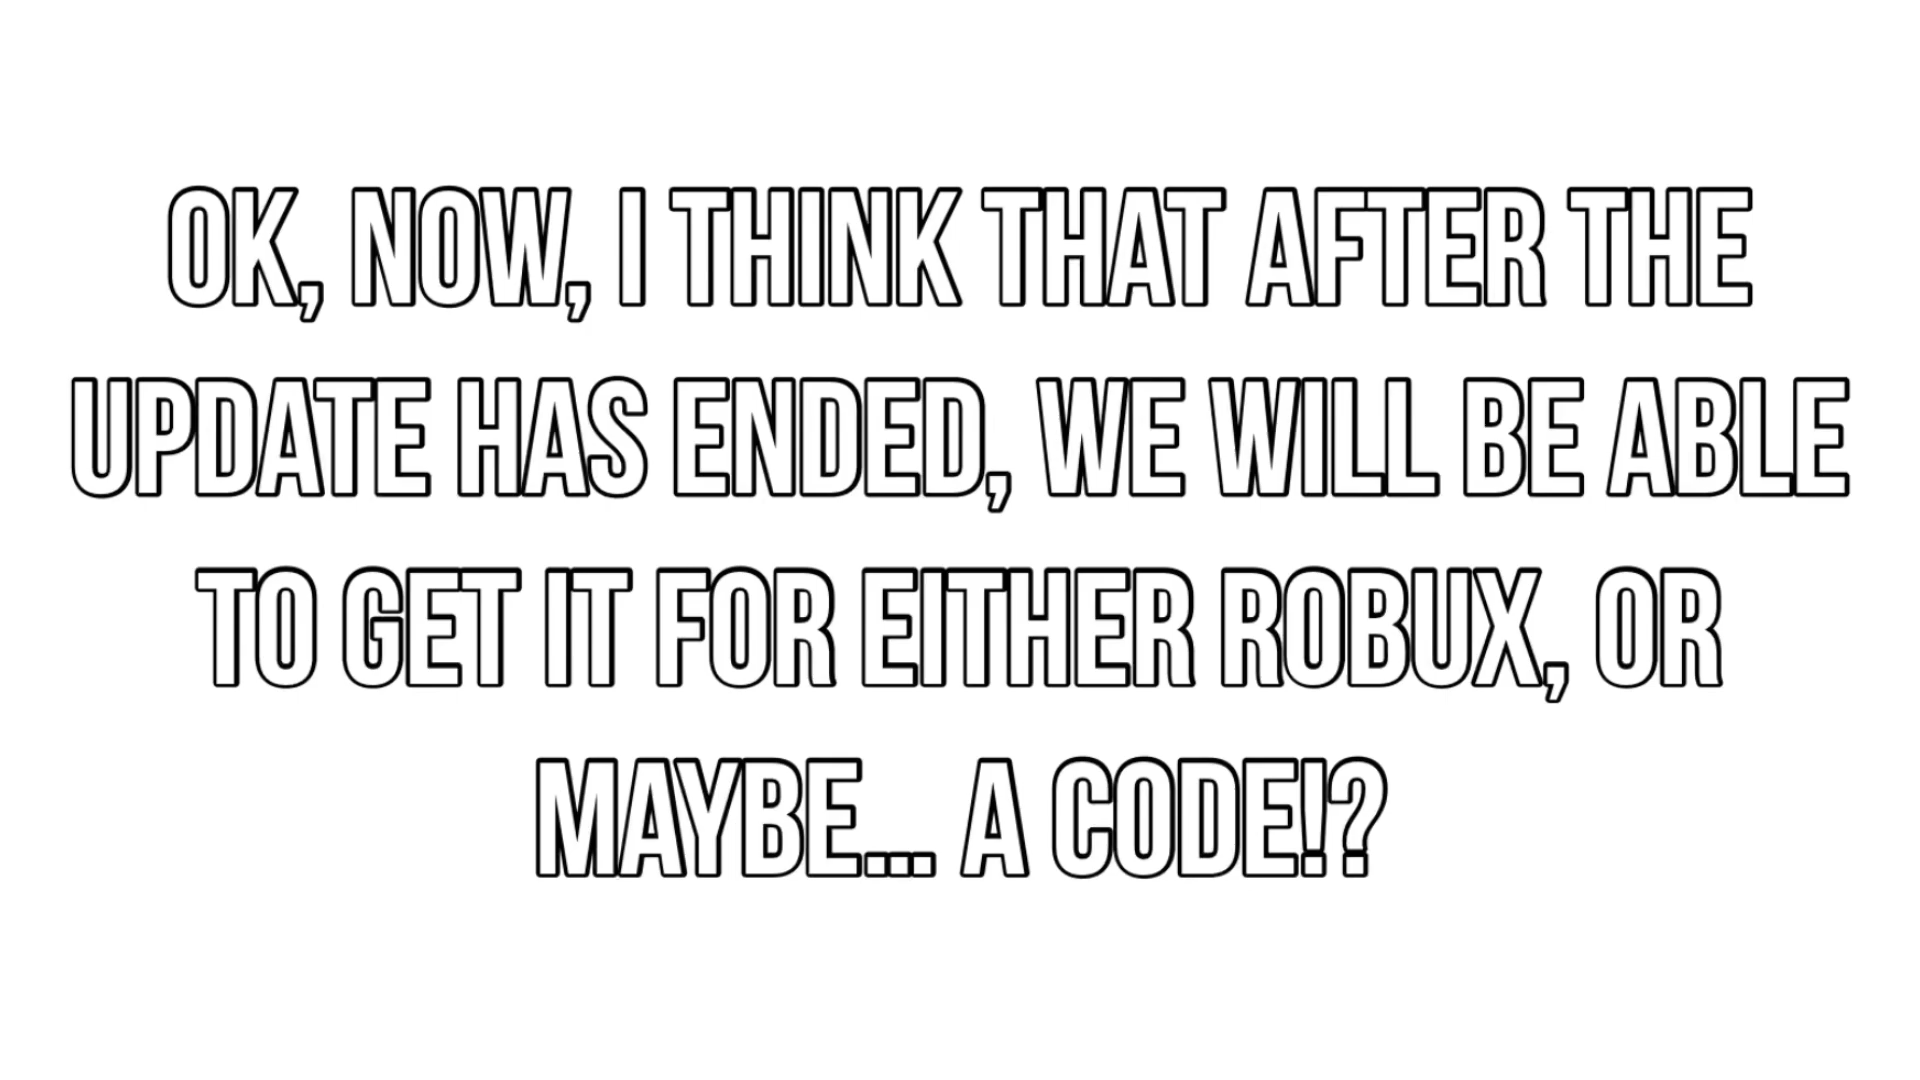 OK, NOW, I THINK THAT AFTER THE
UPDATE HAS ENDED, WE WILL BE ABLE
TO GET IT FOR EITHER ROBUX, OR
MAYBE... A CODE!?